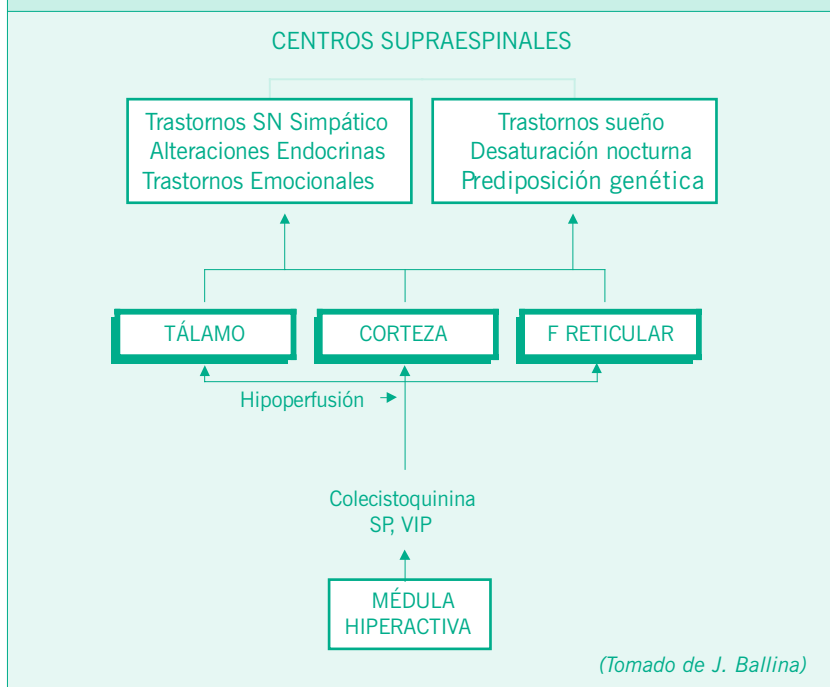 CENTROS SUPRAESPINALES
Trastornos SN Simpático
Alteraciones Endocrinas
Trastornos Emocionales
Trastornos sueño
Desaturación nocturna
Prediposición genética
TÁLAMO
CORTEZA
F RETICULAR
Hipoperfusión
Colecistoquinina
SP, VIP
MÉDULA
HIPERACTIVA
(Tomado de J. Ballina)